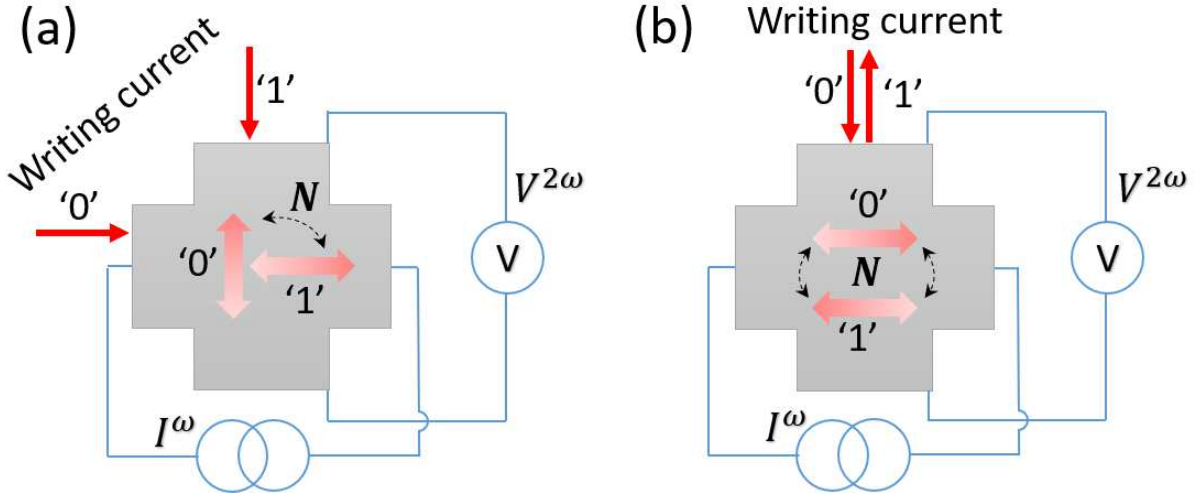 (a)
Writing current
‘1’
‘0’
N
‘0’
‘1’
V^{2ω}
V
I^ω
(b)
Writing current
‘0’ ‘1’
‘0’
N
‘1’
V^{2ω}
V
I^ω